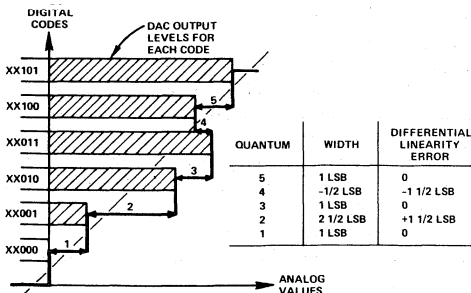 DIGITAL
CODES
DAC OUTPUT
LEVELS FOR
EACH CODE
XX101
XX100
XX011
XX010
XX001
XX000
5
4
3
2
1
QUANTUM WIDTH DIFFERENTIAL LINEARITY ERROR
5 1 LSB 0
4 -1/2 LSB -1 1/2 LSB
3 1 LSB 0
2 2 1/2 LSB +1 1/2 LSB
1 1 LSB 0
ANALOG
VALUES